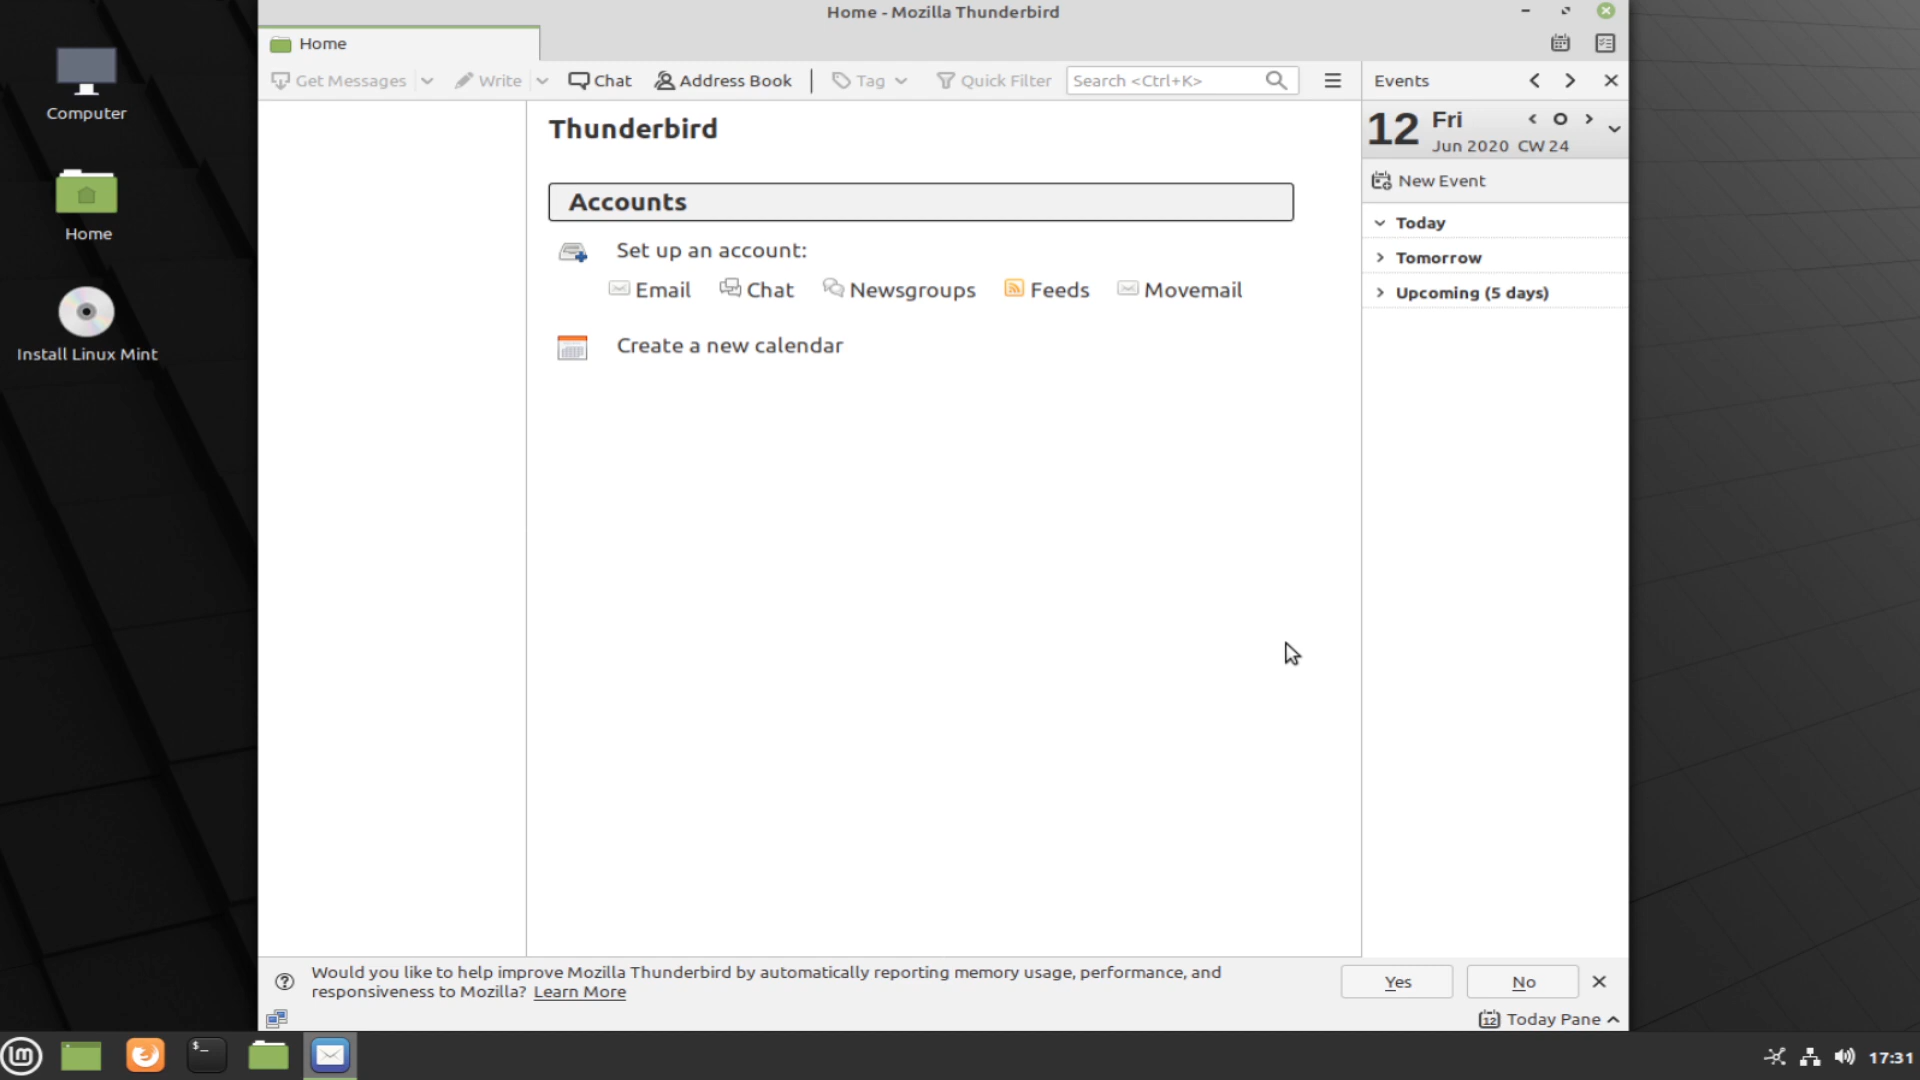 Home - Mozilla Thunderbird
Home
Get Messages
Write
Chat
Address Book
Tag
Quick Filter
Search <Ctrl+K>
Events
12
Fri
Jun 2020 CW 24
New Event
Today
Tomorrow
Upcoming (5 days)
Thunderbird
Accounts
Set up an account:
Email
Chat
Newsgroups
Feeds
Movemail
Create a new calendar
Computer
Home
Install Linux Mint
Would you like to help improve Mozilla Thunderbird by automatically reporting memory usage, performance, and
responsiveness to Mozilla? Learn More
Yes
No
12
Today Pane
$_
17:31